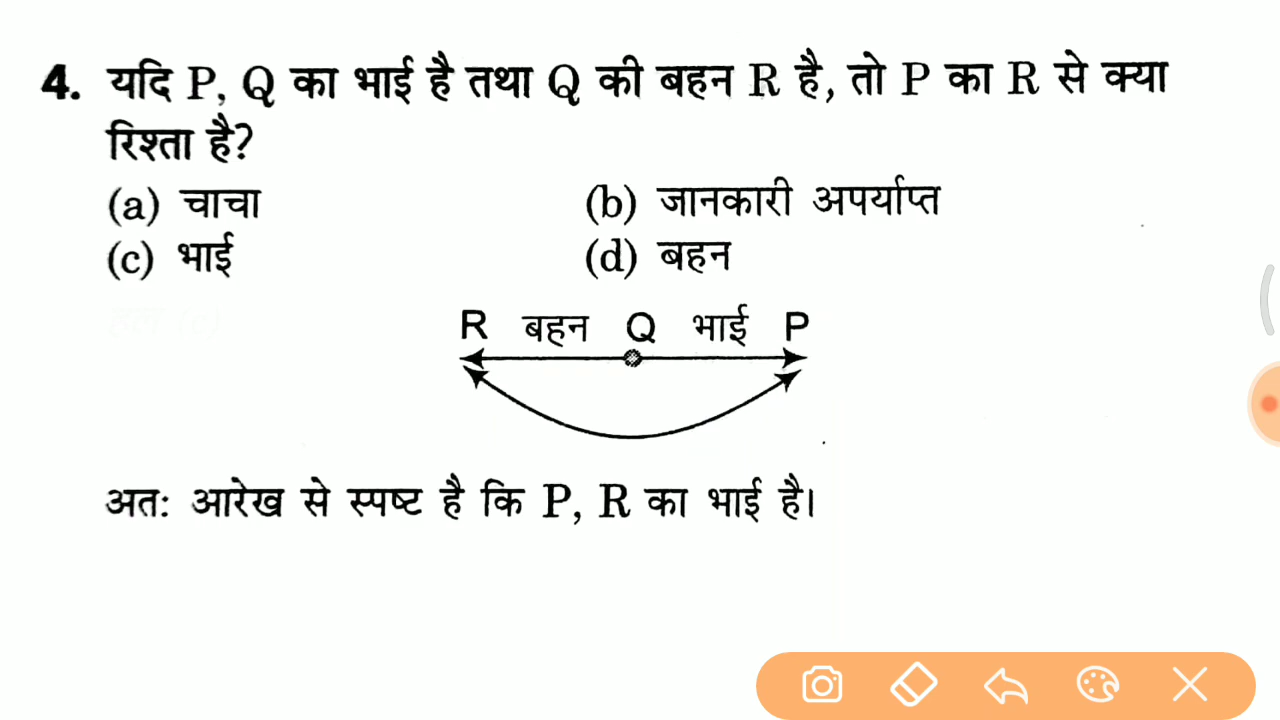 4. यदि P, Q का भाई है तथा Q की बहन R है, तो P का R से क्या
रिश्ता है?
(a) चाचा (b) जानकारी अपर्याप्त
(c) भाई (d) बहन
R बहन Q भाई P
अत: आरेख से स्पष्ट है कि P, R का भाई है।